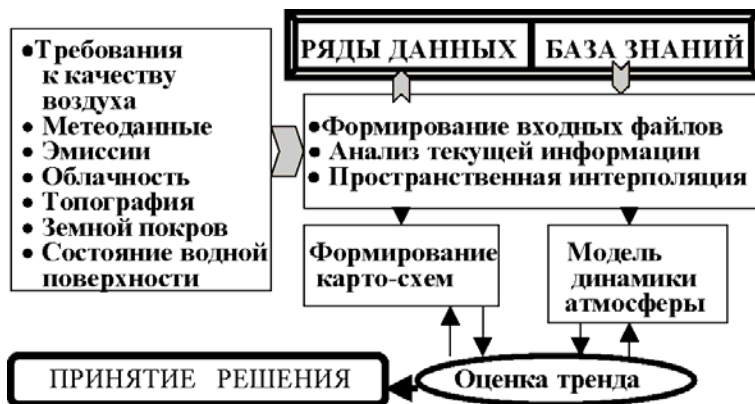 •Требования
к качеству
воздуха
• Метеоданные
• Эмиссии
• Облачность
• Топография
• Земной покров
• Состояние водной
поверхности
РЯДЫ ДАННЫХ
БАЗА ЗНАНИЙ
•Формирование входных файлов
• Анализ текущей информации
• Пространственная интерполяция
Формирование
карто-схем
Модель
динамики
атмосферы
Оценка тренда
ПРИНЯТИЕ РЕШЕНИЯ